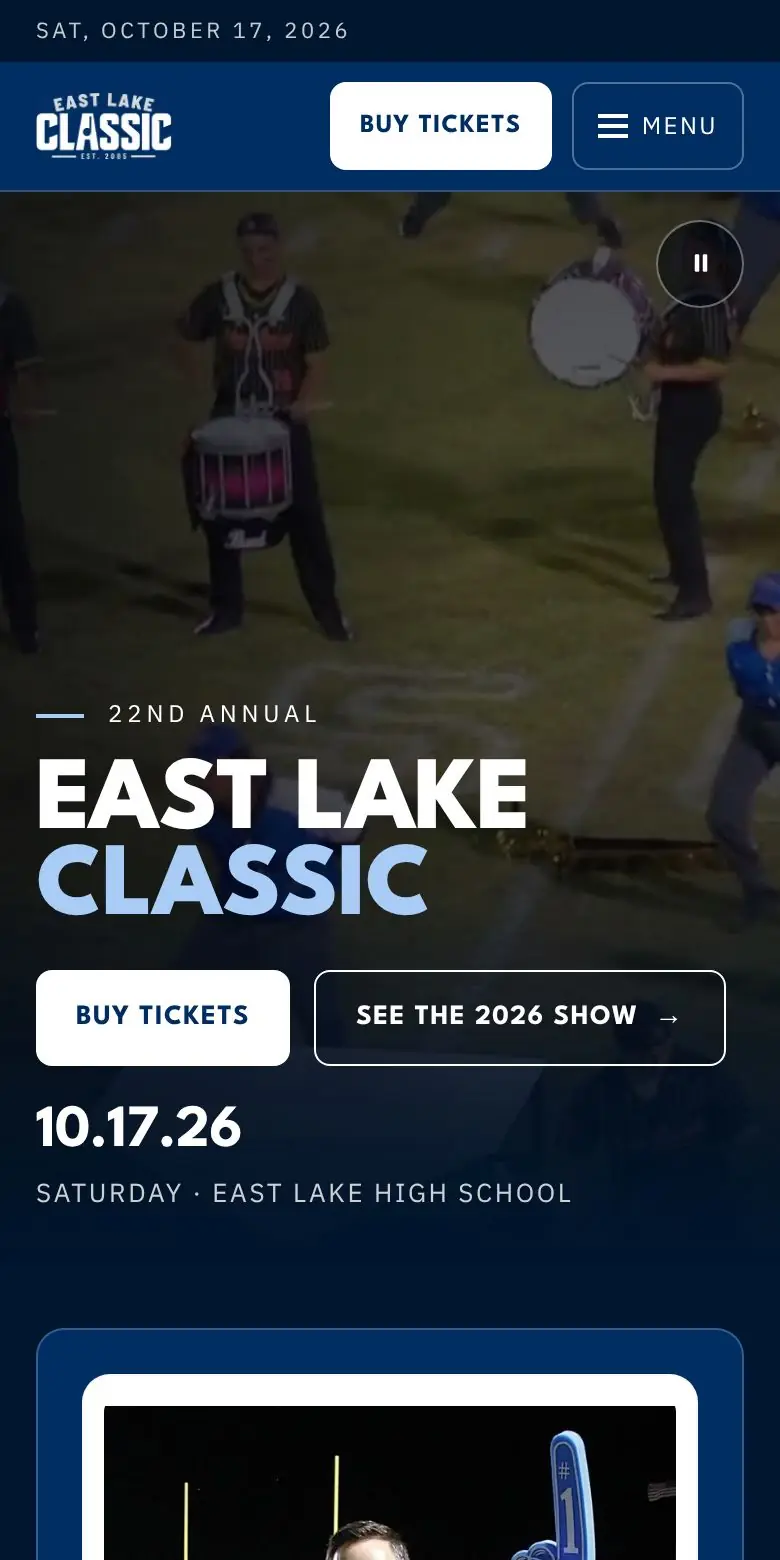 SAT, OCTOBER 17, 2026
EAST LAKE
CLASSIC
EST. 2005
BUY TICKETS
MENU
22ND ANNUAL
EAST LAKE
CLASSIC
BUY TICKETS
SEE THE 2026 SHOW →
10.17.26
SATURDAY · EAST LAKE HIGH SCHOOL
#
1